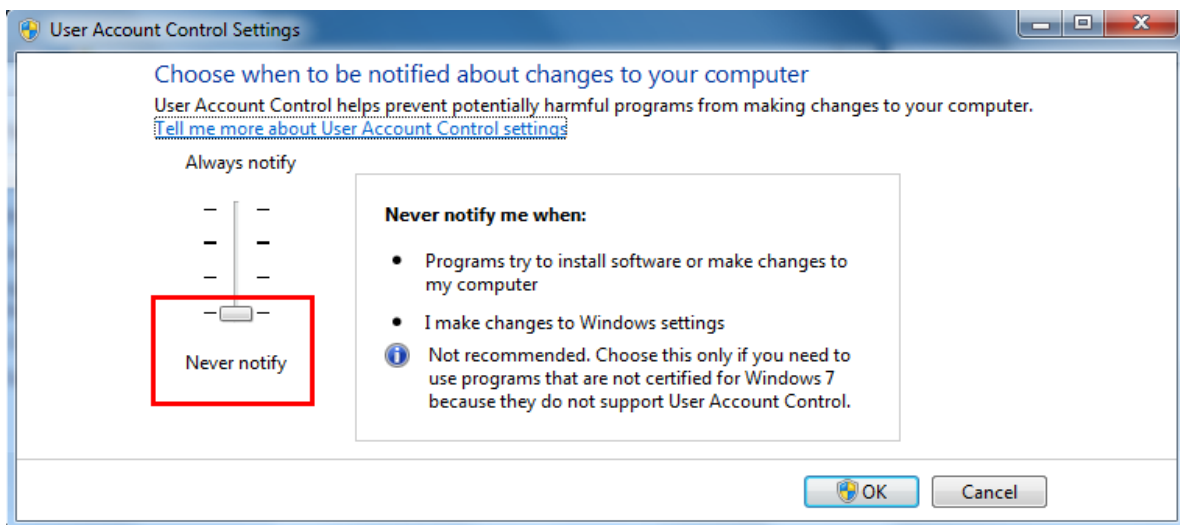 User Account Control Settings
Choose when to be notified about changes to your computer
User Account Control helps prevent potentially harmful programs from making changes to your computer.
Tell me more about User Account Control settings
Always notify
Never notify me when:
Programs try to install software or make changes to
my computer
I make changes to Windows settings
Not recommended. Choose this only if you need to
use programs that are not certified for Windows 7
because they do not support User Account Control.
Never notify
OK
Cancel